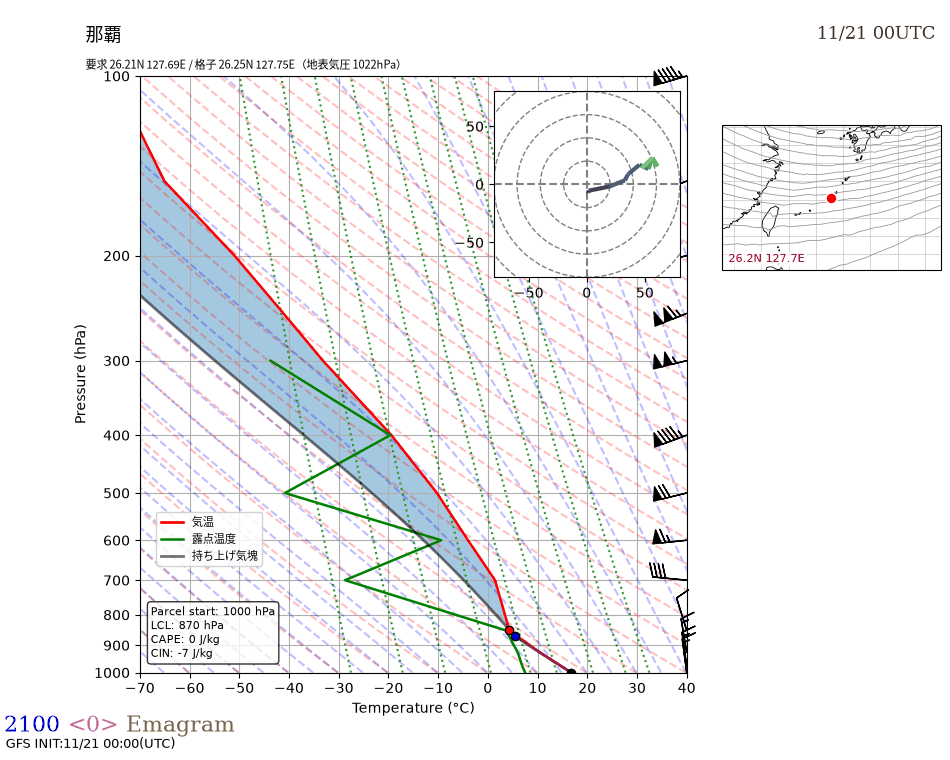 那覇
11/21 00UTC
要求 26.21N 127.69E / 格子 26.25N 127.75E（地表気圧 1022hPa）
100
200
300
400
500
600
700
800
900
1000
Pressure (hPa)
50
0
−50
−50 0 50
26.2N 127.7E
気温
露点温度
持ち上げ気塊
Parcel start: 1000 hPa
LCL: 870 hPa
CAPE: 0 J/kg
CIN: -7 J/kg
−70 −60 −50 −40 −30 −20 −10 0 10 20 30 40
Temperature (°C)
2100 <0> Emagram
GFS INIT:11/21 00:00(UTC)